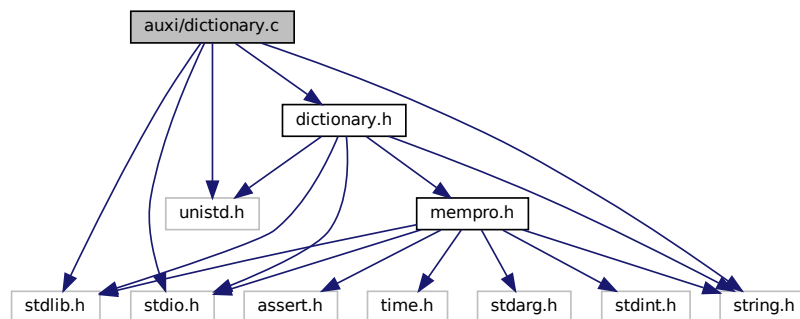 auxi/dictionary.c
dictionary.h
unistd.h
mempro.h
stdlib.h
stdio.h
assert.h
time.h
stdarg.h
stdint.h
string.h